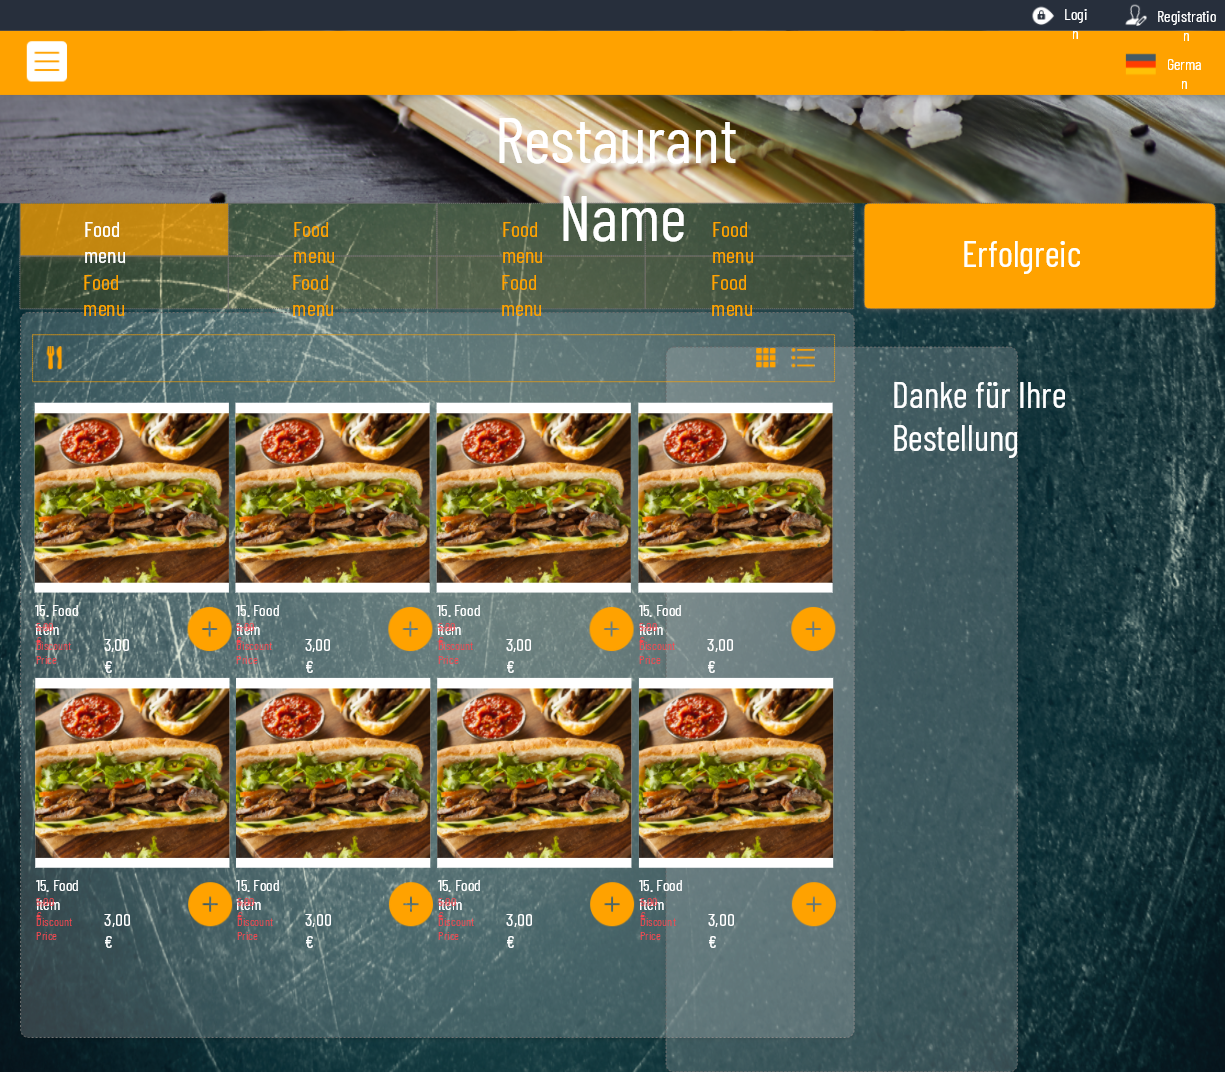 Logi
n
Registratio
n
Germa
n
Restaurant
Name
Food
menu
Food
menu
Food
menu
Food
menu
Food
menu
Food
menu
Food
menu
Food
menu
Erfolgreic
Danke für Ihre
Bestellung
15. Food
item
Discount
Price
3,00
€
15. Food
item
Discount
Price
3,00
€
15. Food
item
Discount
Price
3,00
€
15. Food
item
Discount
Price
3,00
€
15. Food
item
Discount
Price
3,00
€
15. Food
item
Discount
Price
3,00
€
15. Food
item
Discount
Price
3,00
€
15. Food
item
Discount
Price
3,00
€